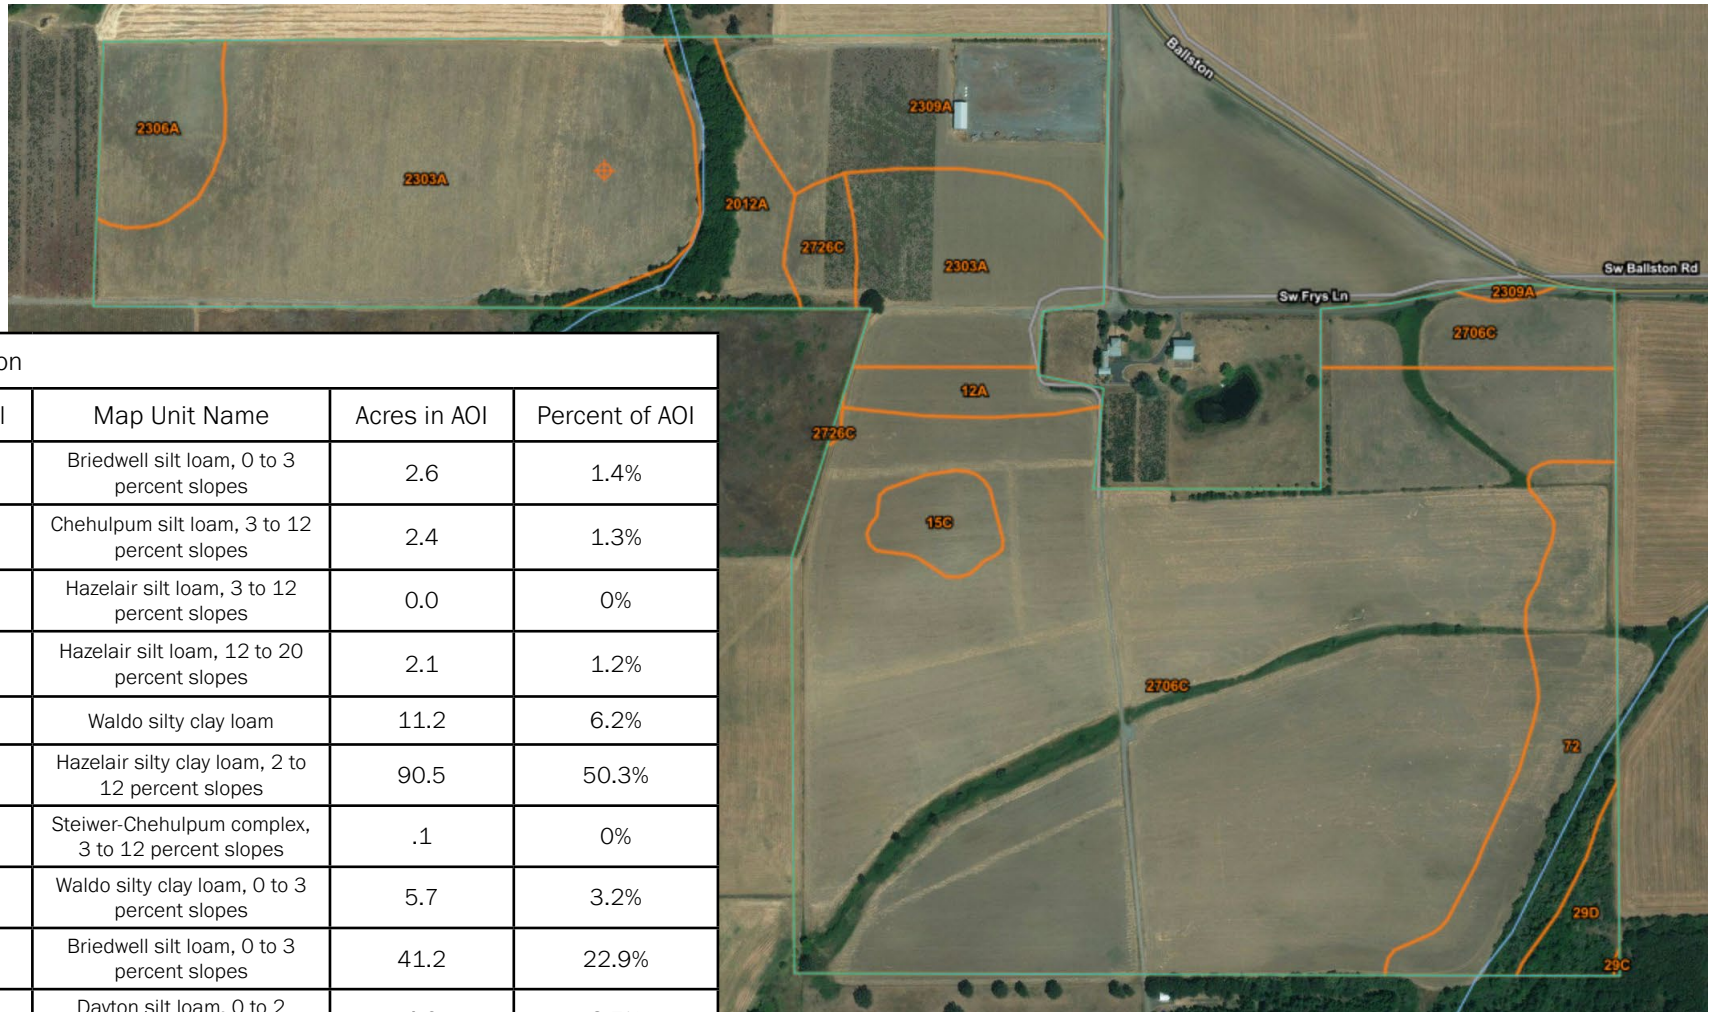 Ballston
2309A
2306A
2303A
2012A
2726C
2303A
Sw Ballston Rd
Sw Frys Ln
2309A
2706C
12A
2726C
15C
2706C
72
29D
29C
on
l Map Unit Name Acres in AOI Percent of AOI
Briedwell silt loam, 0 to 3
percent slopes
2.6 1.4%
Chehulpum silt loam, 3 to 12
percent slopes
2.4 1.3%
Hazelair silt loam, 3 to 12
percent slopes
0.0 0%
Hazelair silt loam, 12 to 20
percent slopes
2.1 1.2%
Waldo silty clay loam 11.2 6.2%
Hazelair silty clay loam, 2 to
12 percent slopes
90.5 50.3%
Steiwer-Chehulpum complex,
3 to 12 percent slopes
.1 0%
Waldo silty clay loam, 0 to 3
percent slopes
5.7 3.2%
Briedwell silt loam, 0 to 3
percent slopes
41.2 22.9%
Dayton silt loam, 0 to 2